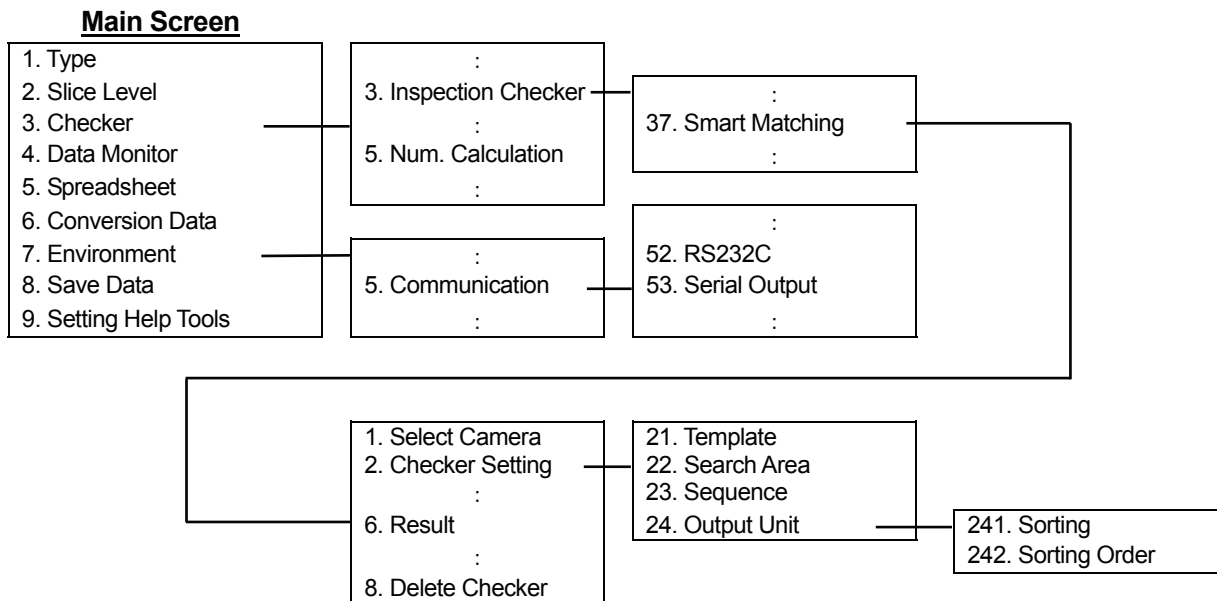 Main Screen
1. Type
2. Slice Level
3. Checker
4. Data Monitor
5. Spreadsheet
6. Conversion Data
7. Environment
8. Save Data
9. Setting Help Tools
:
3. Inspection Checker
:
5. Num. Calculation
:
:
37. Smart Matching
:
:
5. Communication
:
:
52. RS232C
53. Serial Output
:
1. Select Camera
2. Checker Setting
:
6. Result
:
8. Delete Checker
21. Template
22. Search Area
23. Sequence
24. Output Unit
241. Sorting
242. Sorting Order